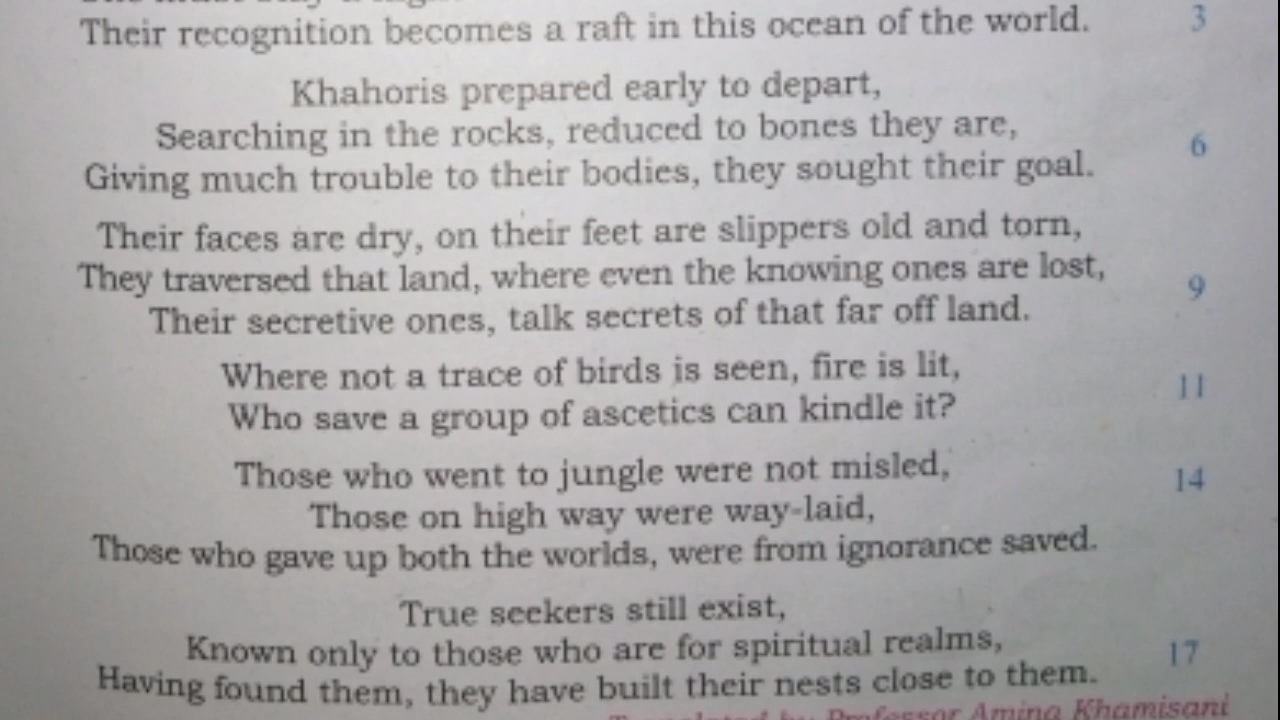 Their recognition becomes a raft in this ocean of the world. 3
Khahoris prepared early to depart,
Searching in the rocks, reduced to bones they are, 6
Giving much trouble to their bodies, they sought their goal.
Their faces are dry, on their feet are slippers old and torn,
They traversed that land, where even the knowing ones are lost, 9
Their secretive ones, talk secrets of that far off land.
Where not a trace of birds is seen, fire is lit, 11
Who save a group of ascetics can kindle it?
Those who went to jungle were not misled, 14
Those on high way were way-laid,
Those who gave up both the worlds, were from ignorance saved.
True seekers still exist,
Known only to those who are for spiritual realms, 17
Having found them, they have built their nests close to them.
Translated by Professor Amina Khamisani